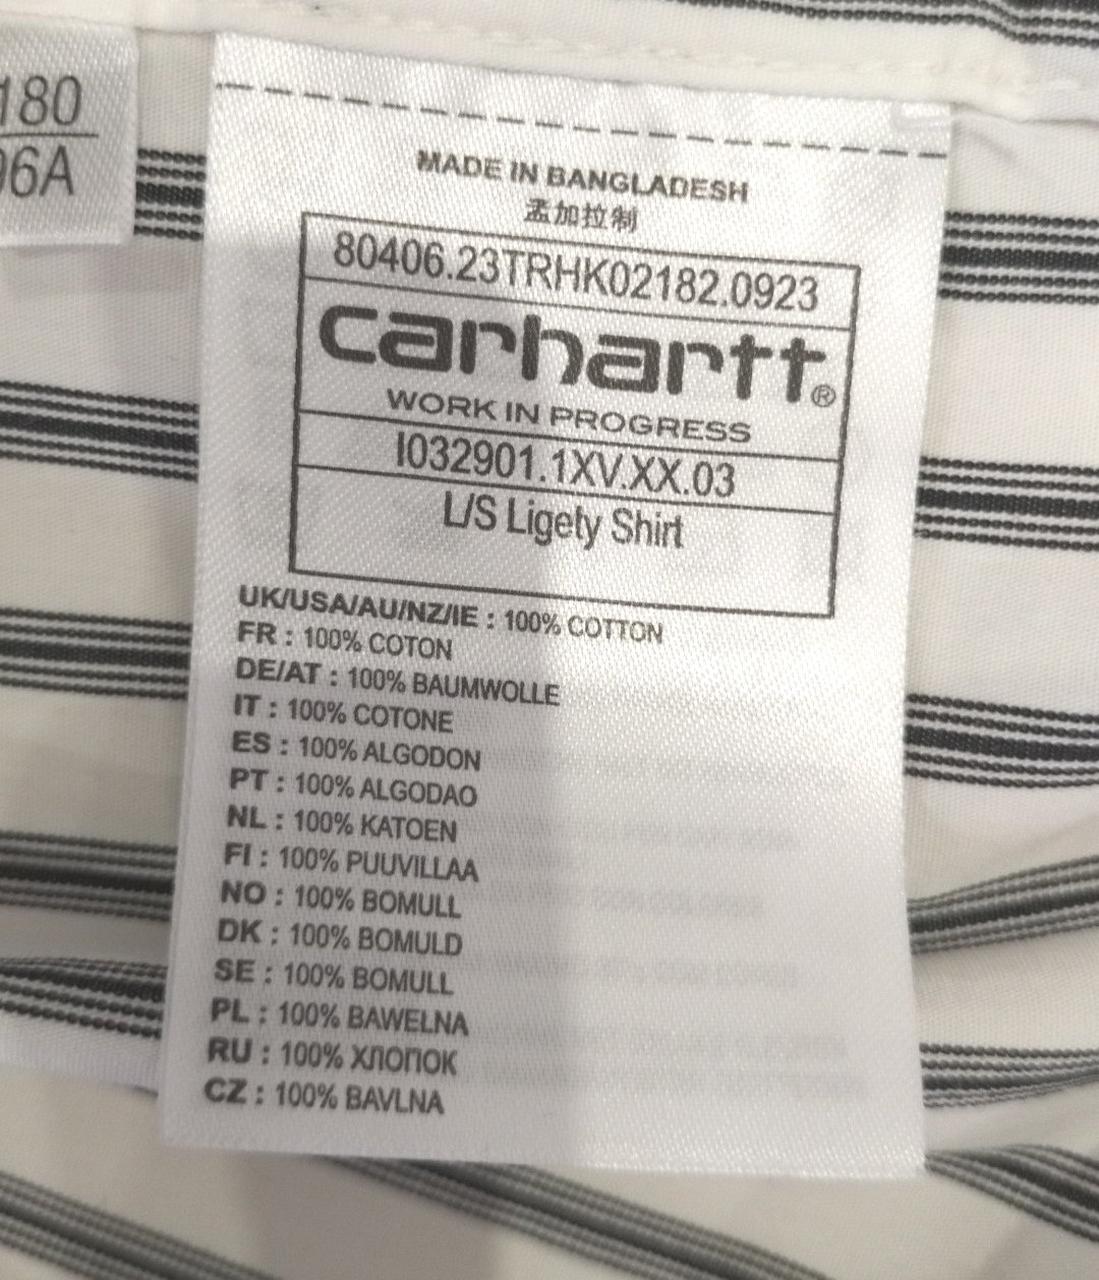 180
96A
MADE IN BANGLADESH
孟加拉制
80406.23TRHK02182.0923
carhartt®
WORK IN PROGRESS
I032901.1XV.XX.03
L/S Ligety Shirt
UK/USA/AU/NZ/IE : 100% COTTON
FR : 100% COTON
DE/AT : 100% BAUMWOLLE
IT : 100% COTONE
ES : 100% ALGODON
PT : 100% ALGODAO
NL : 100% KATOEN
FI : 100% PUUVILLAA
NO : 100% BOMULL
DK : 100% BOMULD
SE : 100% BOMULL
PL : 100% BAWELNA
RU : 100% ХЛОПОК
CZ : 100% BAVLNA